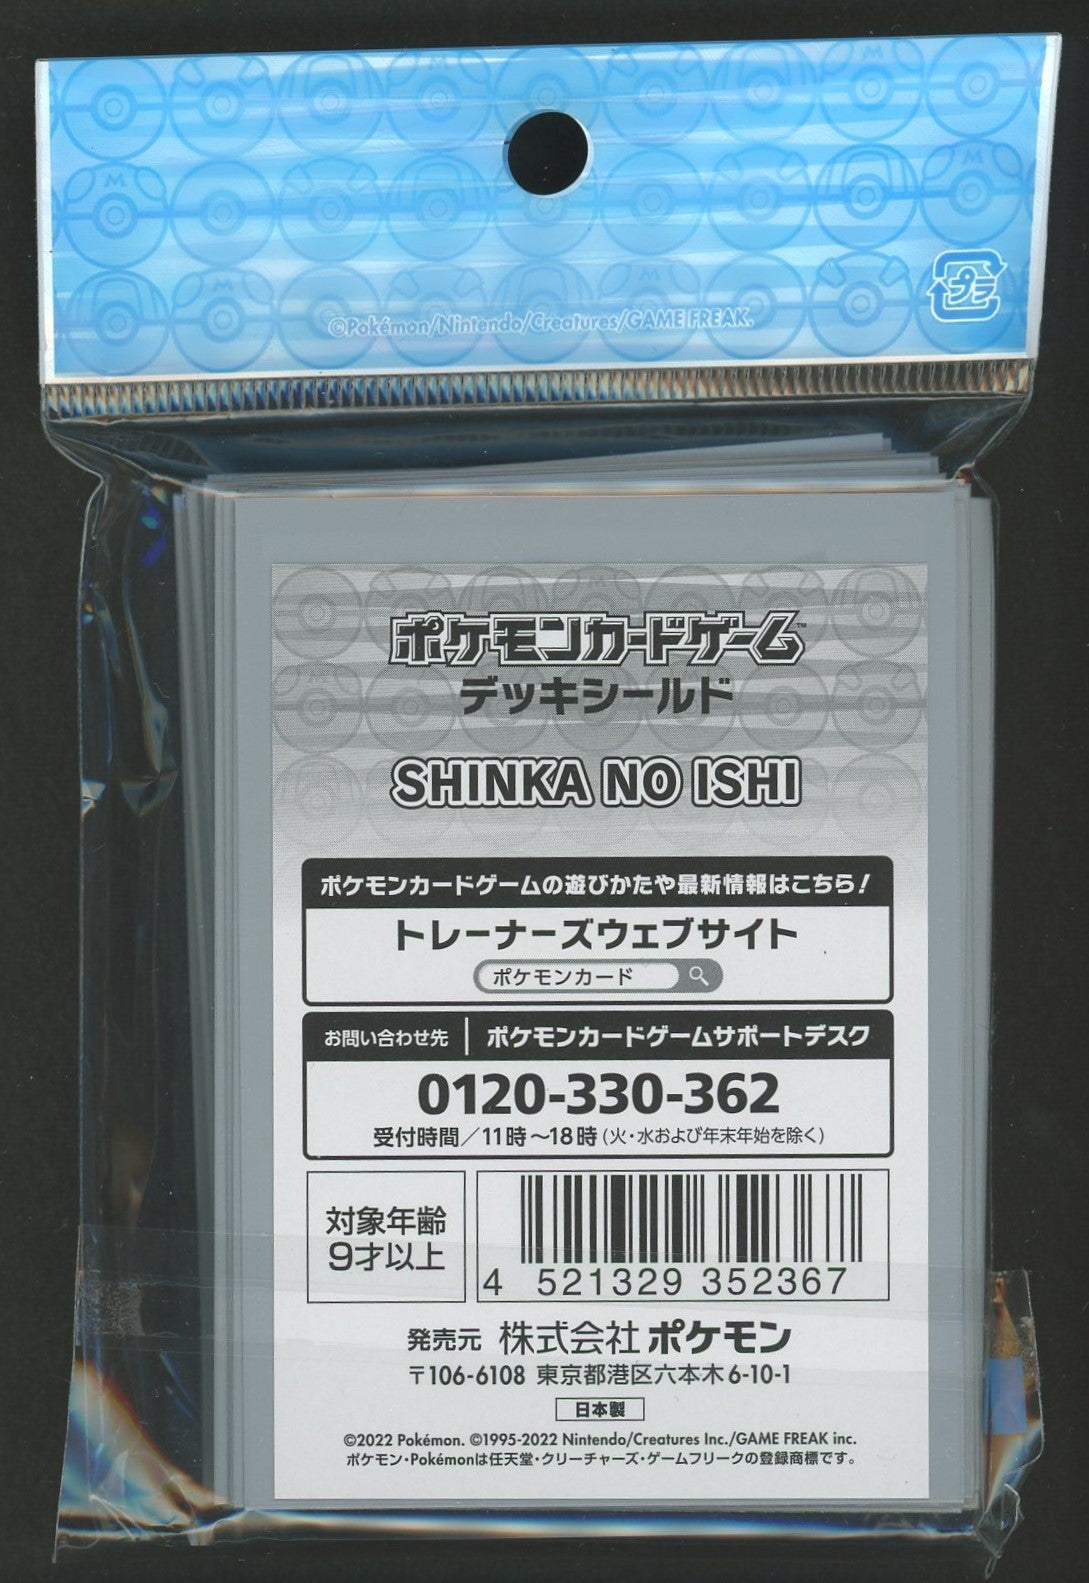 ©Pokémon/Nintendo/Creatures/GAME FREAK.
プラ
ポケモンカードゲーム™
デッキシールド
SHINKA NO ISHI
ポケモンカードゲームの遊びかたや最新情報はこちら!
トレーナーズウェブサイト
ポケモンカード
お問い合わせ先 ポケモンカードゲームサポートデスク
0120-330-362
受付時間/11時~18時(火・水および年末年始を除く)
対象年齢
9才以上
4 521329 352367
発売元 株式会社ポケモン
〒106-6108 東京都港区六本木6-10-1
日本製
©2022 Pokémon. ©1995-2022 Nintendo/Creatures Inc./GAME FREAK inc.
ポケモン・Pokémonは任天堂・クリーチャーズ・ゲームフリークの登録商標です。